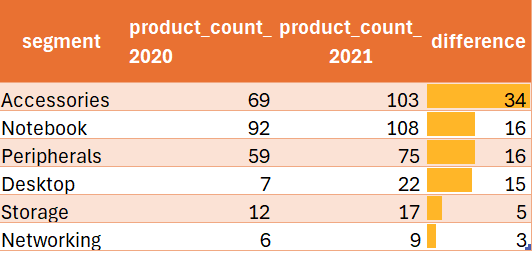 segment product_count_2020 product_count_2021 difference
Accessories 69 103 34
Notebook 92 108 16
Peripherals 59 75 16
Desktop 7 22 15
Storage 12 17 5
Networking 6 9 3